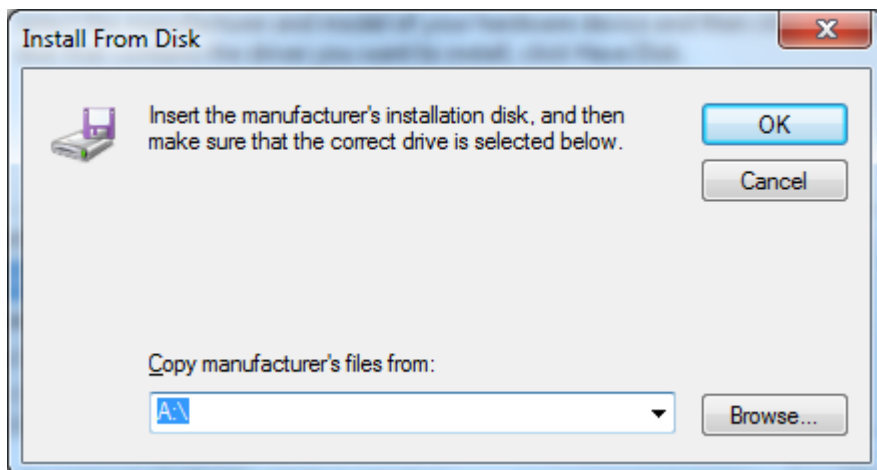 Install From Disk
Insert the manufacturer's installation disk, and then
make sure that the correct drive is selected below.
OK
Cancel
Copy manufacturer's files from:
A:\
Browse...